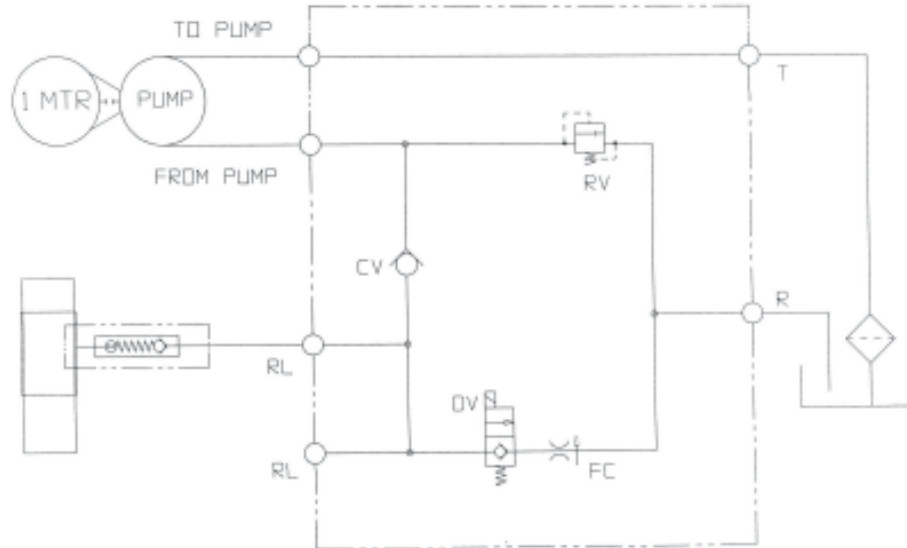 TO PUMP
1 MTR
PUMP
T
FROM PUMP
RV
CV
R
RL
DV
RL
FC